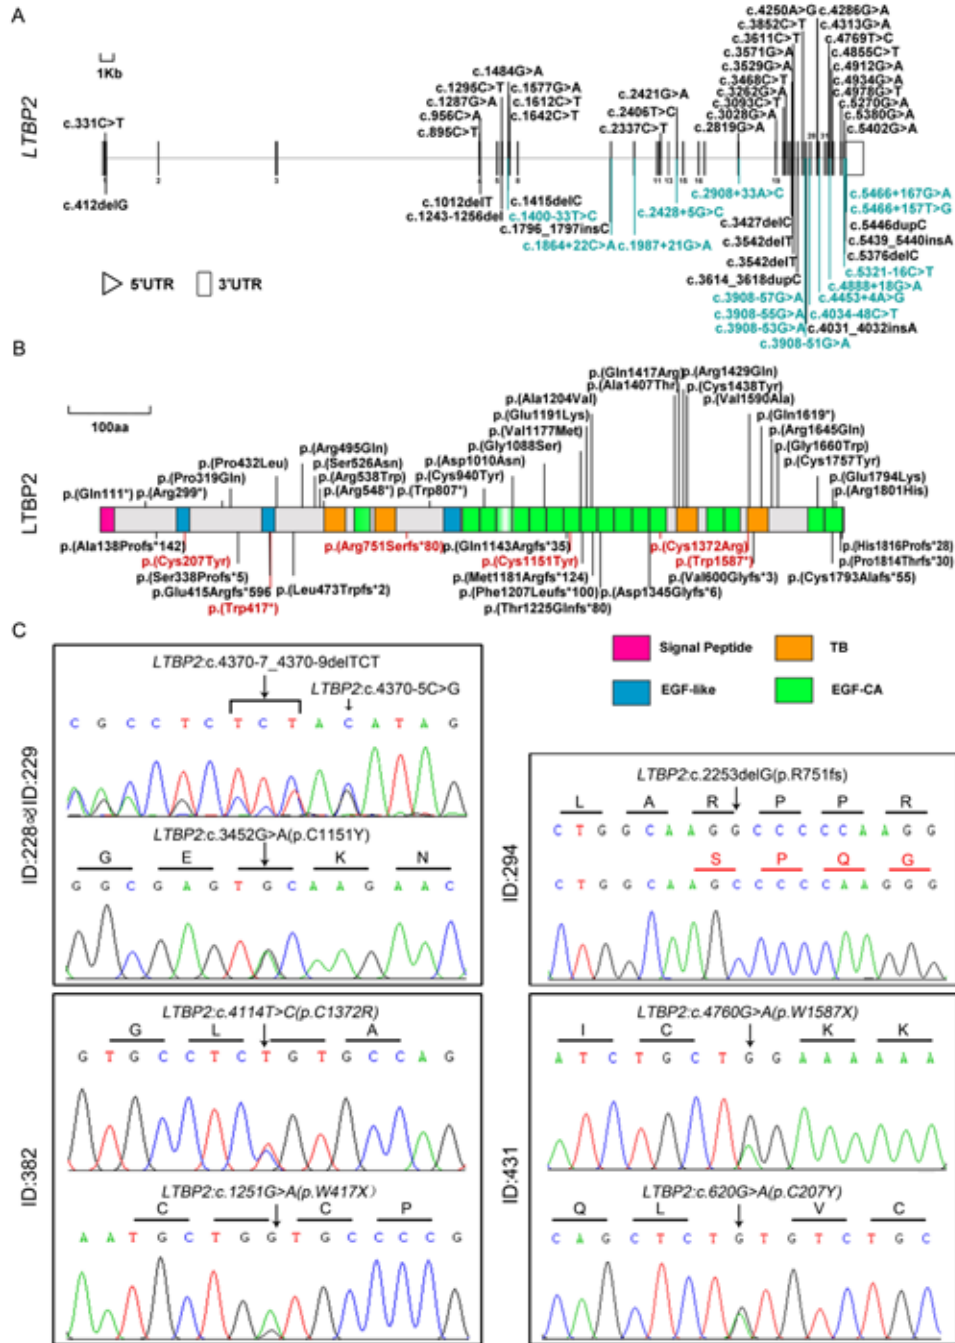 A
c.4250A>G
c.4286G>A
c.3852C>T
c.4313G>A
c.3611C>T
c.4769T>C
c.3571G>A
c.4855C>T
c.3529G>A
c.4912G>A
c.3468C>T
c.4934G>A
c.3262G>A
c.4978G>T
c.3093C>T
c.5270G>A
c.3028G>A
c.5380G>A
c.2819G>A
c.5402G>A
1Kb
c.1484G>A
c.1295C>T
c.1577G>A
c.1287G>A
c.1612C>T
c.956C>A
c.1642C>T
c.895C>T
c.2421G>A
c.2406T>C
c.2337C>T
c.331C>T
LTBP2
c.412delG
c.1012delT
c.1415delC
c.1243-1256del
c.1400-33T>C
c.1796_1797insC
c.1864+22C>A
c.1987+21G>A
c.2428+5G>C
c.2908+33A>C
c.3427delC
c.3542delT
c.3542delT
c.3614_3618dupC
c.3908-57G>A
c.3908-55G>A
c.3908-53G>A
c.3908-51G>A
c.5466+167G>A
c.5466+157T>G
c.5446dupC
c.5439_5440insA
c.5376delC
c.5321-16C>T
c.4888+18G>A
c.4453+4A>G
c.4034-48C>T
c.4031_4032insA
5'UTR
3'UTR
B
100aa
p.(Gln1417Arg)
p.(Arg1429Gln)
p.(Ala1407Thr)
p.(Cys1438Tyr)
p.(Ala1204Val)
p.(Val1590Ala)
p.(Glu1191Lys)
p.(Gln1619*)
p.(Val1177Met)
p.(Arg1645Gln)
p.(Arg495Gln)
p.(Gly1088Ser)
p.(Gly1660Trp)
p.(Pro432Leu)
p.(Ser526Asn)
p.(Asp1010Asn)
p.(Cys1757Tyr)
p.(Pro319Gln)
p.(Arg538Trp)
p.(Cys940Tyr)
p.(Glu1794Lys)
p.(Gln111*)
p.(Arg299*)
p.(Arg548*)
p.(Trp807*)
p.(Arg1801His)
LTBP2
p.(Ala138Profs*142)
p.(Arg751Serfs*80)
p.(Gln1143Argfs*35)
p.(Cys1372Arg)
p.(His1816Profs*28)
p.(Cys207Tyr)
p.(Cys1151Tyr)
p.(Trp1587*)
p.(Pro1814Thrfs*30)
p.(Ser338Profs*5)
p.(Met1181Argfs*124)
p.(Val600Glyfs*3)
p.(Cys1793Alafs*55)
p.(Glu415Argfs*596
p.(Leu473Trpfs*2)
p.(Phe1207Leufs*100)
p.(Asp1345Glyfs*6)
p.(Trp417*)
p.(Thr1225Glnfs*80)
C
Signal Peptide
TB
EGF-like
EGF-CA
ID:228&ID:229
LTBP2:c.4370-7_4370-9delTCT
LTBP2:c.4370-5C>G
C G C C T C T C T A C A T A G
LTBP2:c.3452G>A(p.C1151Y)
G E K N
G G C G A G T G C A A G A A C
ID:294
LTBP2:c.2253delG(p.R751fs)
L A R P P R
C T G G C A A G G C C C C C A A G G
S P Q G
C T G G C A A G C C C C C A A G G G
ID:382
LTBP2:c.4114T>C(p.C1372R)
G L A
G T G C C T C T G T G C C A G
LTBP2:c.1251G>A(p.W417X)
C C P
A A T G C T G G T G C C C C G
ID:431
LTBP2:c.4760G>A(p.W1587X)
I C K K
A T C T G C T G G A A A A A A
LTBP2:c.620G>A(p.C207Y)
Q L V C
C A G C T C T G T G T C T G C